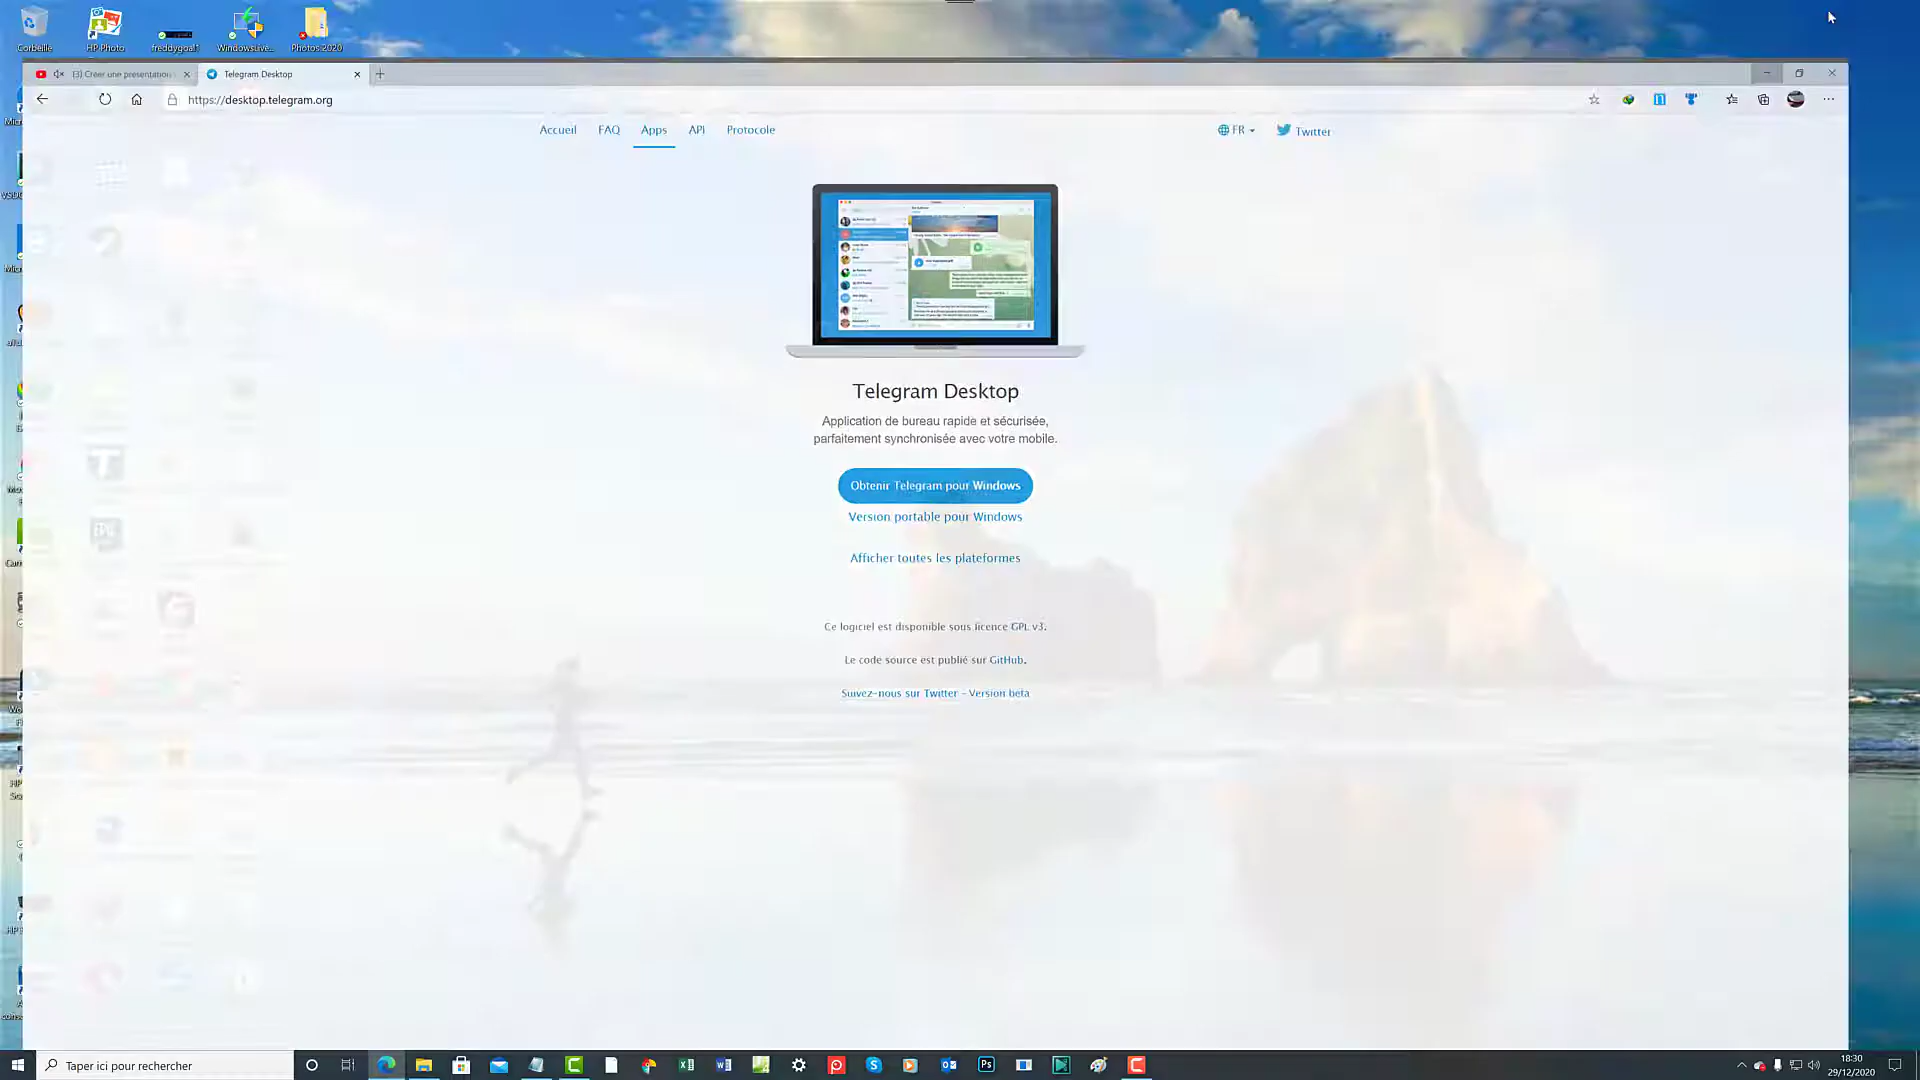 Corbeille
HP Photo
freddygoal1
WindowsLive...
Photos 2020
(3) Créer une présentation
Telegram Desktop
https://desktop.telegram.org
Accueil
FAQ
Apps
API
Protocole
FR
Twitter
Telegram Desktop
Application de bureau rapide et sécurisée,
parfaitement synchronisée avec votre mobile.
Obtenir Telegram pour Windows
Version portable pour Windows
Afficher toutes les plateformes
Ce logiciel est disponible sous licence GPL v3.
Le code source est publié sur GitHub.
Suivez-nous sur Twitter - Version beta
Taper ici pour rechercher
18:30
29/12/2020